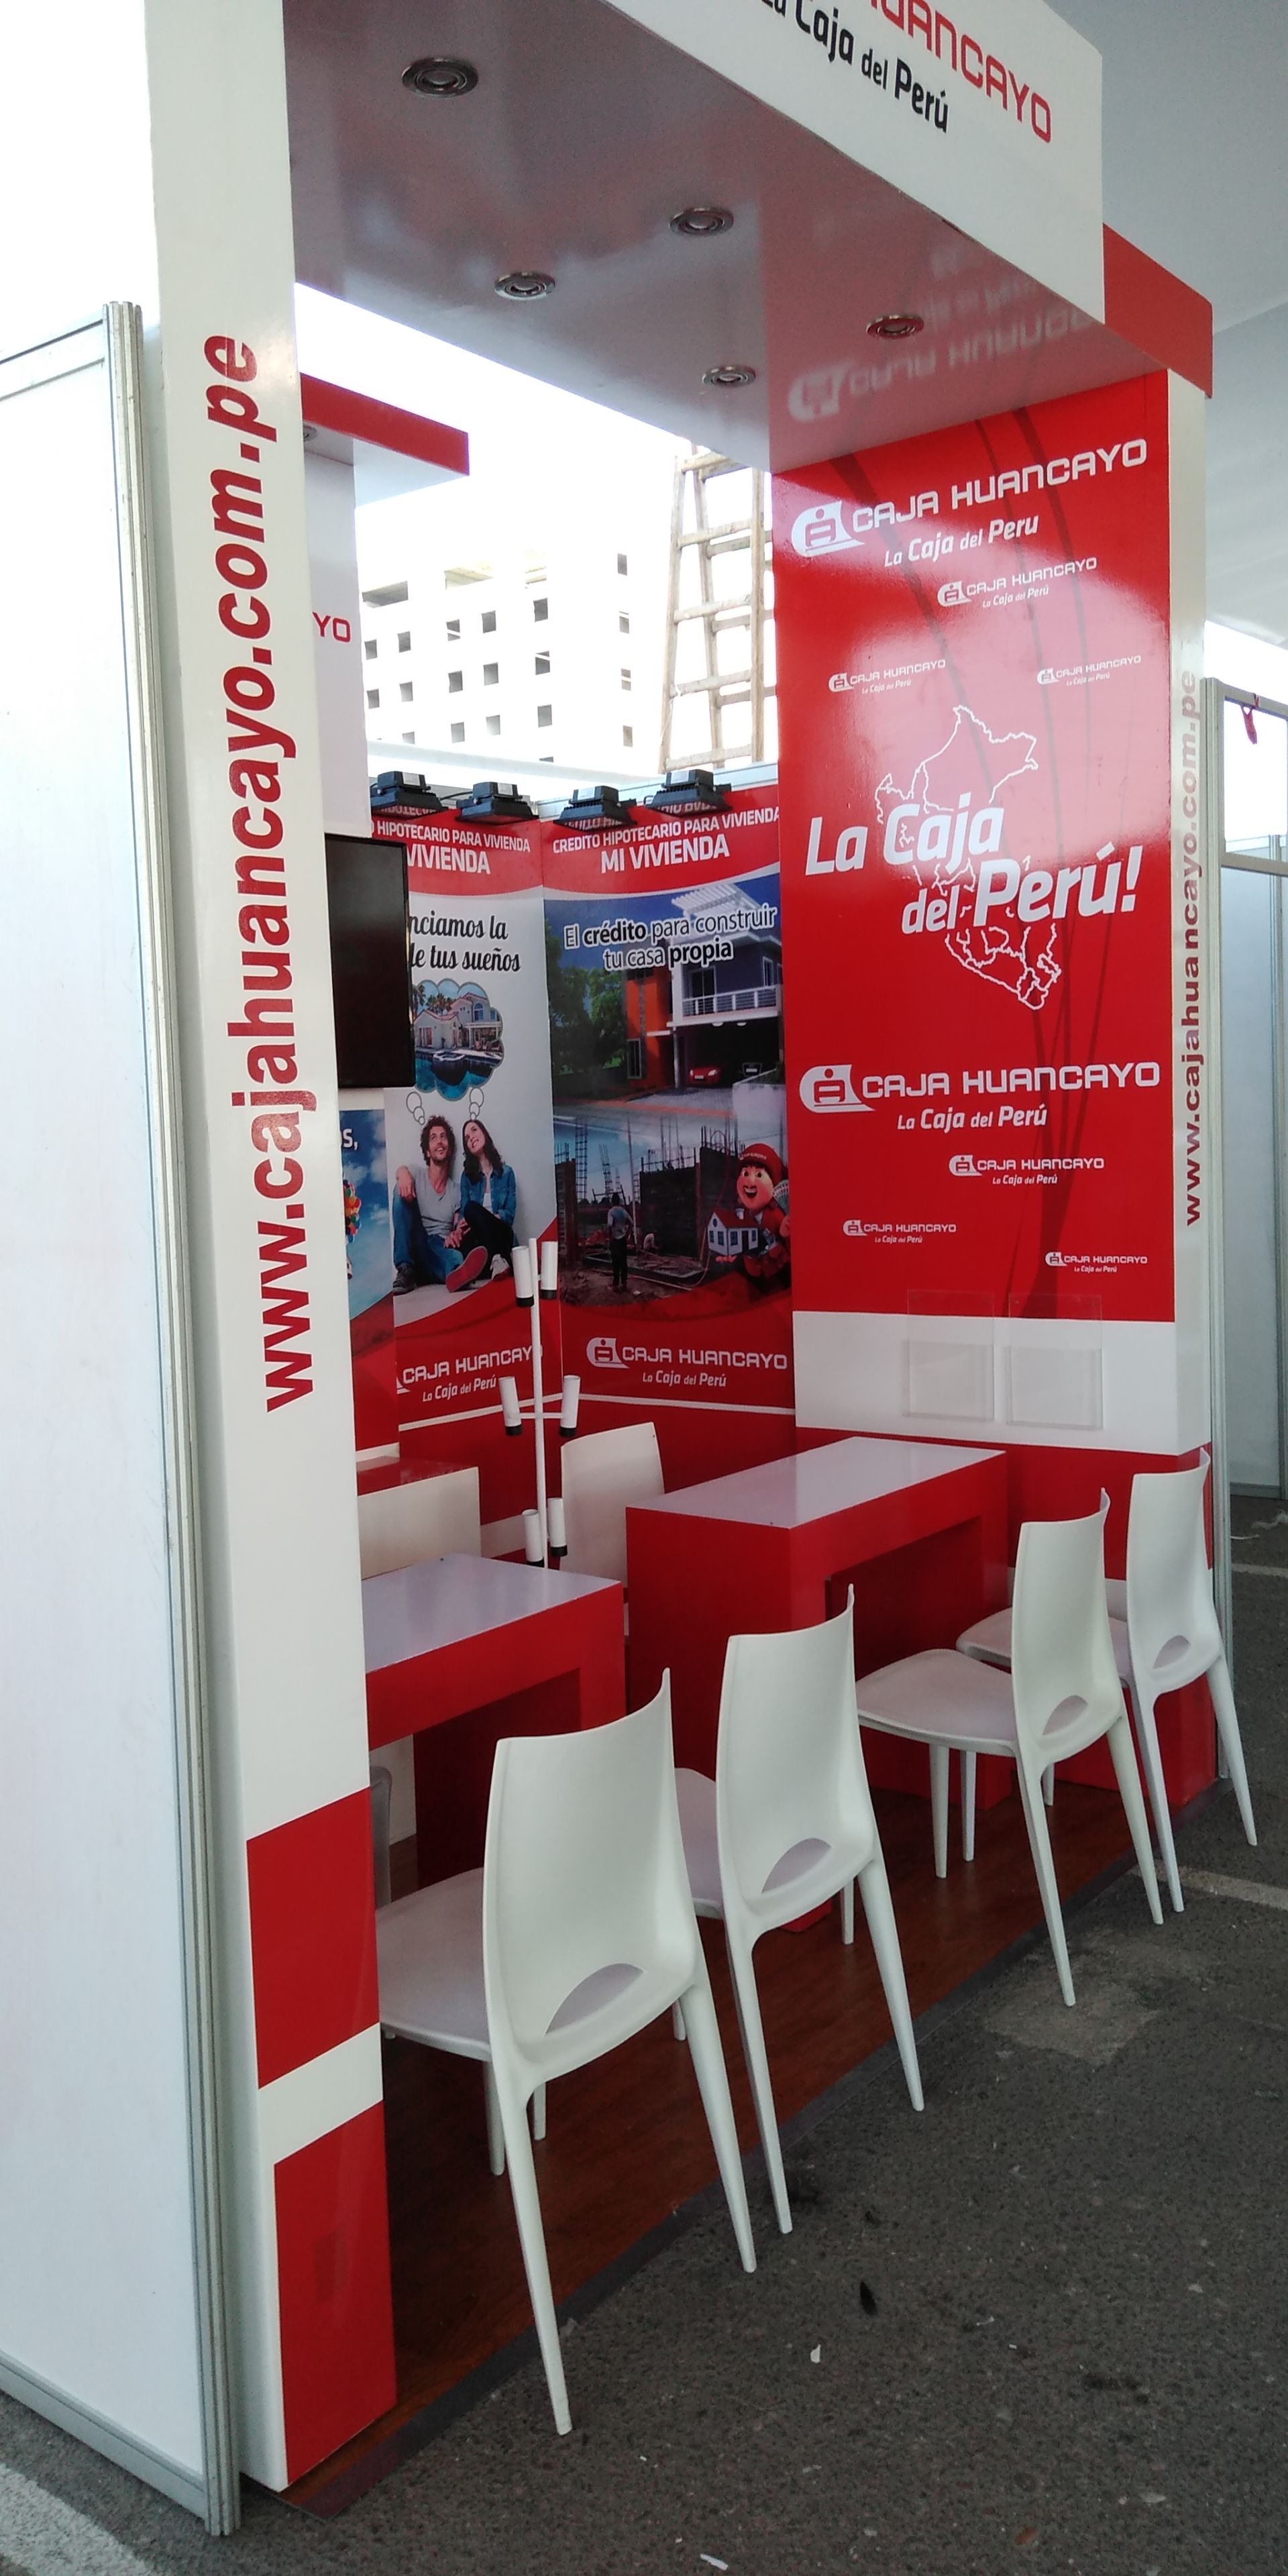 HUANCAYO
La Caja del Perú
www.cajahuancayo.com.pe
YO
HIPOTECARIO PARA VIVIENDA
VIVIENDA
nciamos la
de tus sueños
CAJA HUANCAYO
La Caja del Perú
CREDITO HIPOTECARIO PARA VIVIENDA
MI VIVIENDA
El crédito para construir
tu casa propia
CAJA HUANCAYO
La Caja del Perú
CAJA HUANCAYO
La Caja del Peru
CAJA HUANCAYO
La Caja del Perú
CAJA HUANCAYO
La Caja del Perú
CAJA HUANCAYO
La Caja del Perú
La Caja
del Perú!
CAJA HUANCAYO
La Caja del Perú
CAJA HUANCAYO
La Caja del Perú
CAJA HUANCAYO
La Caja del Perú
CAJA HUANCAYO
La Caja del Perú
www.cajahuancayo.com.pe